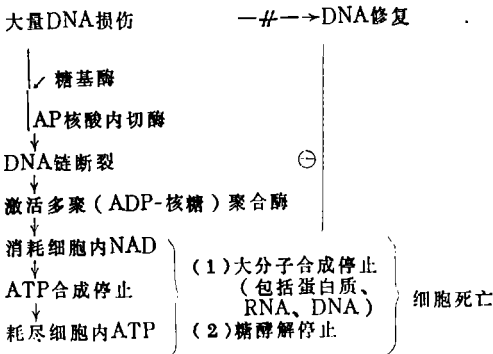 大量DNA损伤 —//—→DNA修复
糖基酶
AP核酸内切酶
DNA链断裂
激活多聚(ADP-核糖)聚合酶
消耗细胞内NAD
(1)大分子合成停止
(包括蛋白质、
ATP合成停止
RNA、DNA)
细胞死亡
耗尽细胞内ATP
(2)糖酵解停止